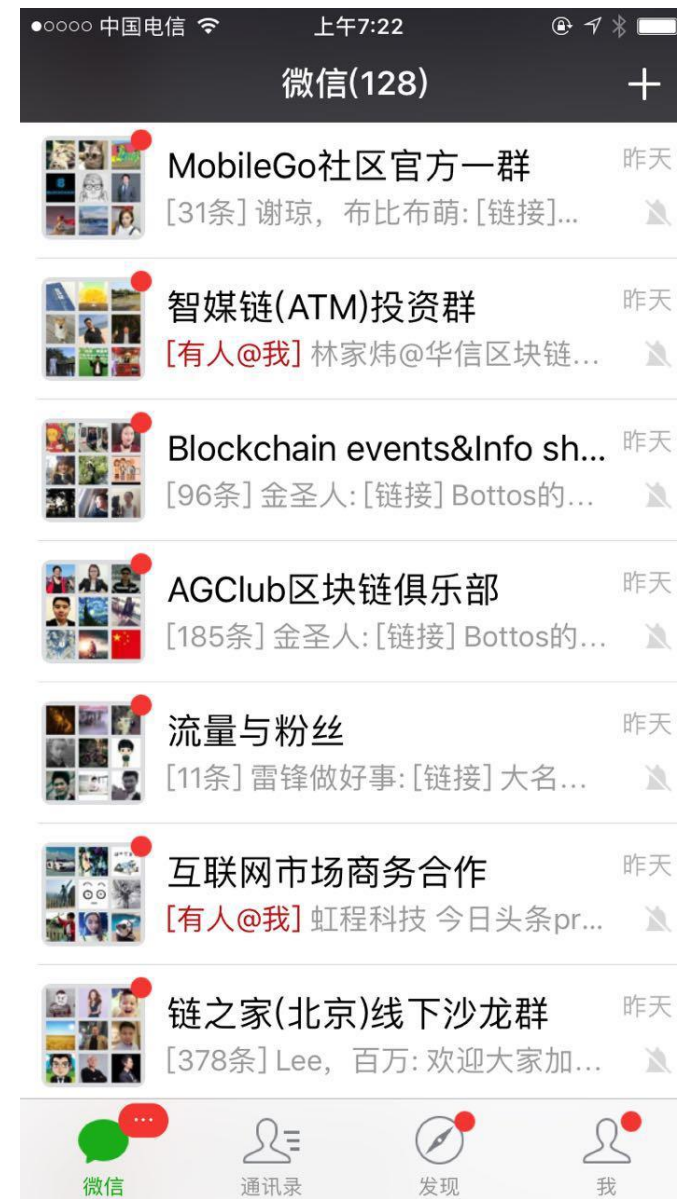 中国电信 上午7:22
微信(128)
MobileGo社区官方一群 昨天
[31条] 谢琼，布比布萌: [链接]...
智媒链(ATM)投资群 昨天
[有人@我] 林家炜@华信区块链...
Blockchain events&Info sh... 昨天
[96条] 金圣人: [链接] Bottos的...
AGClub区块链俱乐部 昨天
[185条] 金圣人: [链接] Bottos的...
流量与粉丝 昨天
[11条] 雷锋做好事: [链接] 大名...
互联网市场商务合作 昨天
[有人@我] 虹程科技 今日头条pr...
链之家(北京)线下沙龙群 昨天
[378条] Lee，百万: 欢迎大家加...
微信 通讯录 发现 我